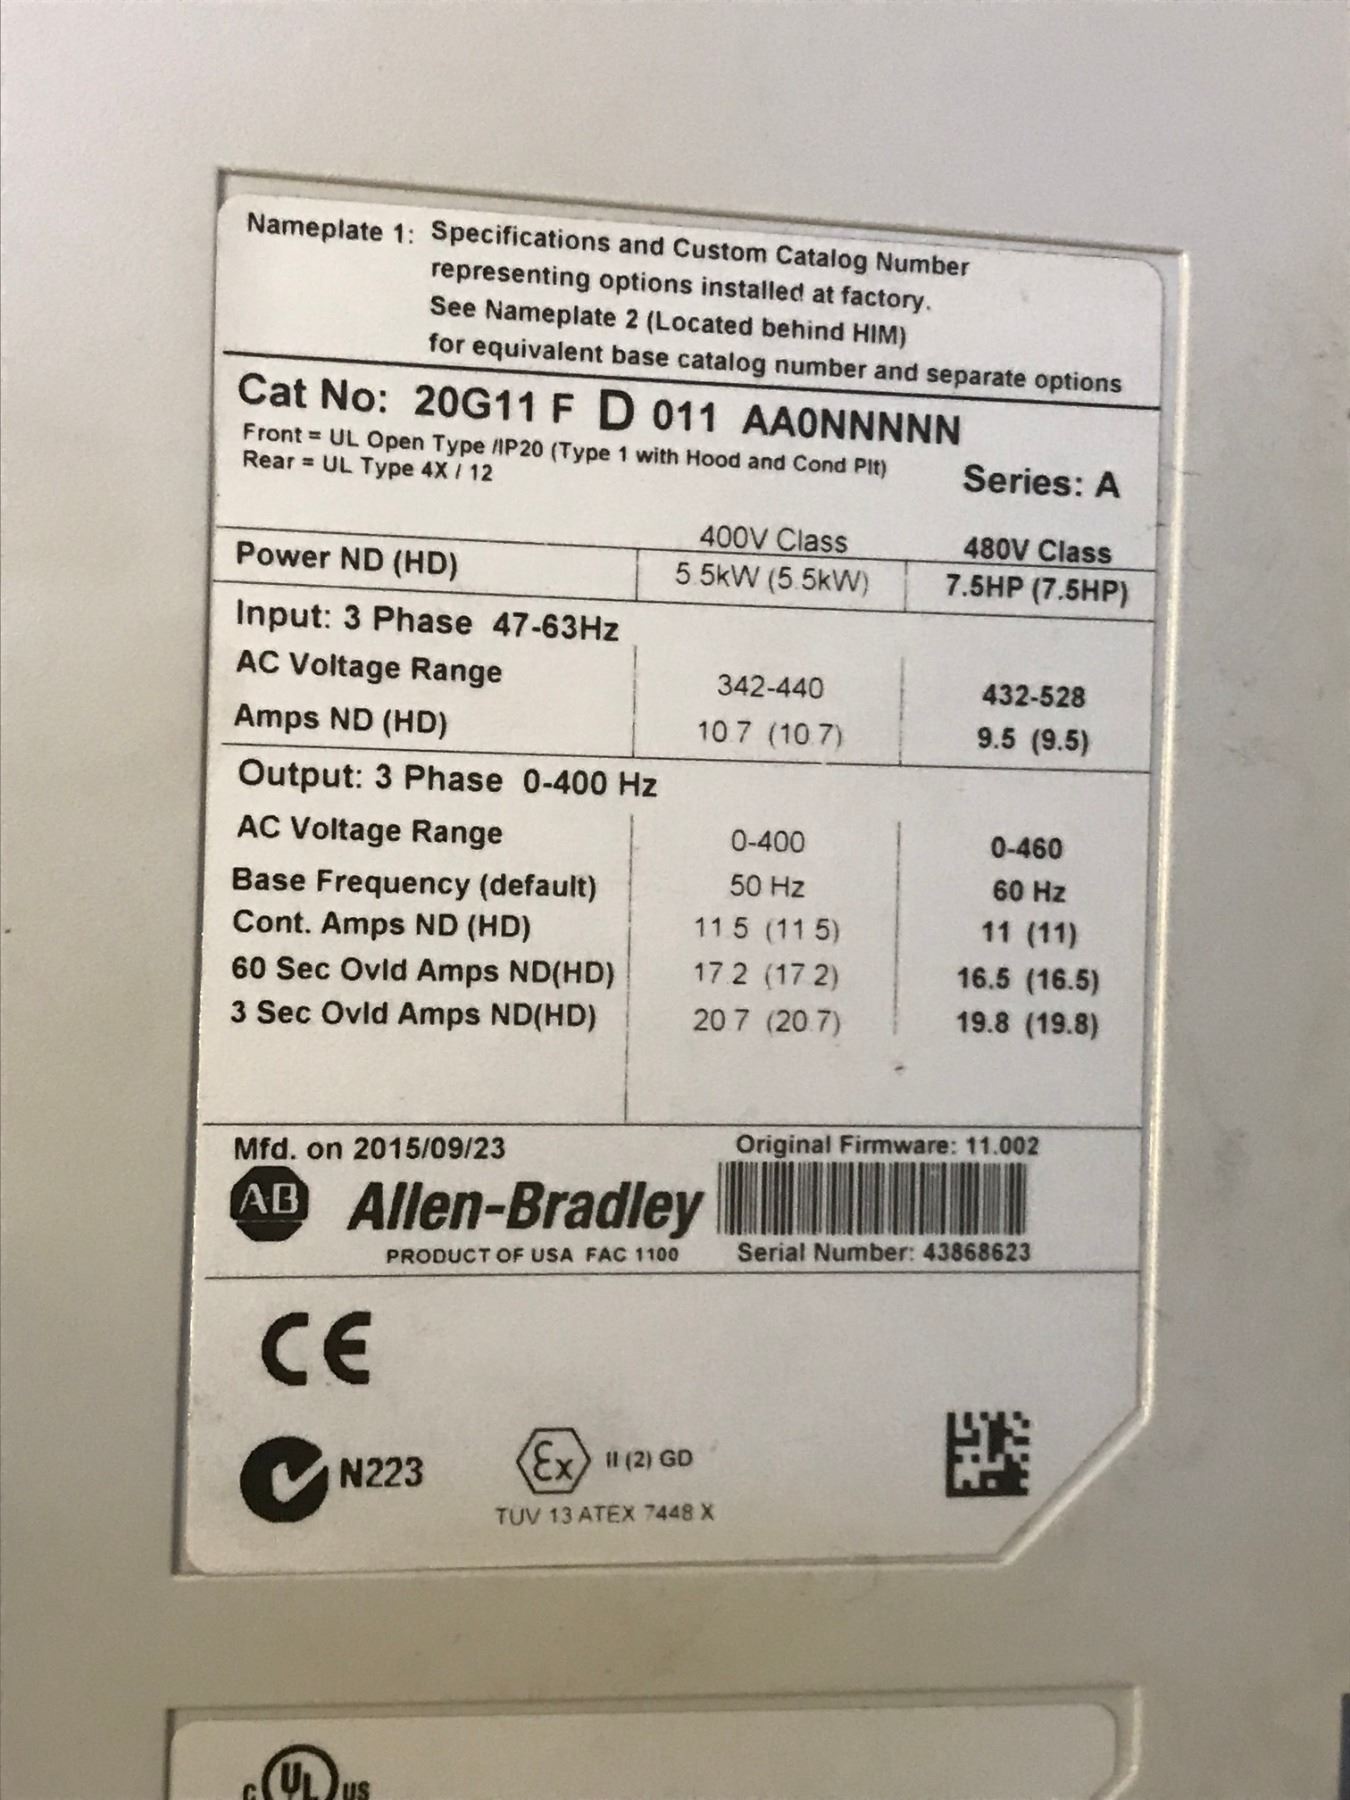 Nameplate 1: Specifications and Custom Catalog Number
representing options installed at factory.
See Nameplate 2 (Located behind HIM)
for equivalent base catalog number and separate options
Cat No: 20G11 F D 011 AA0NNNNN
Front = UL Open Type /IP20 (Type 1 with Hood and Cond Plt)
Rear = UL Type 4X / 12
Series: A
400V Class 480V Class
Power ND (HD) 5.5kW (5.5kW) 7.5HP (7.5HP)
Input: 3 Phase 47-63Hz
AC Voltage Range 342-440 432-528
Amps ND (HD) 10.7 (10.7) 9.5 (9.5)
Output: 3 Phase 0-400 Hz
AC Voltage Range 0-400 0-460
Base Frequency (default) 50 Hz 60 Hz
Cont. Amps ND (HD) 11.5 (11.5) 11 (11)
60 Sec Ovld Amps ND(HD) 17.2 (17.2) 16.5 (16.5)
3 Sec Ovld Amps ND(HD) 20.7 (20.7) 19.8 (19.8)
Mfd. on 2015/09/23 Original Firmware: 11.002
AB Allen-Bradley
PRODUCT OF USA FAC 1100 Serial Number: 43868623
CE
N223 Ex II (2) GD
TUV 13 ATEX 7448 X
c UL us